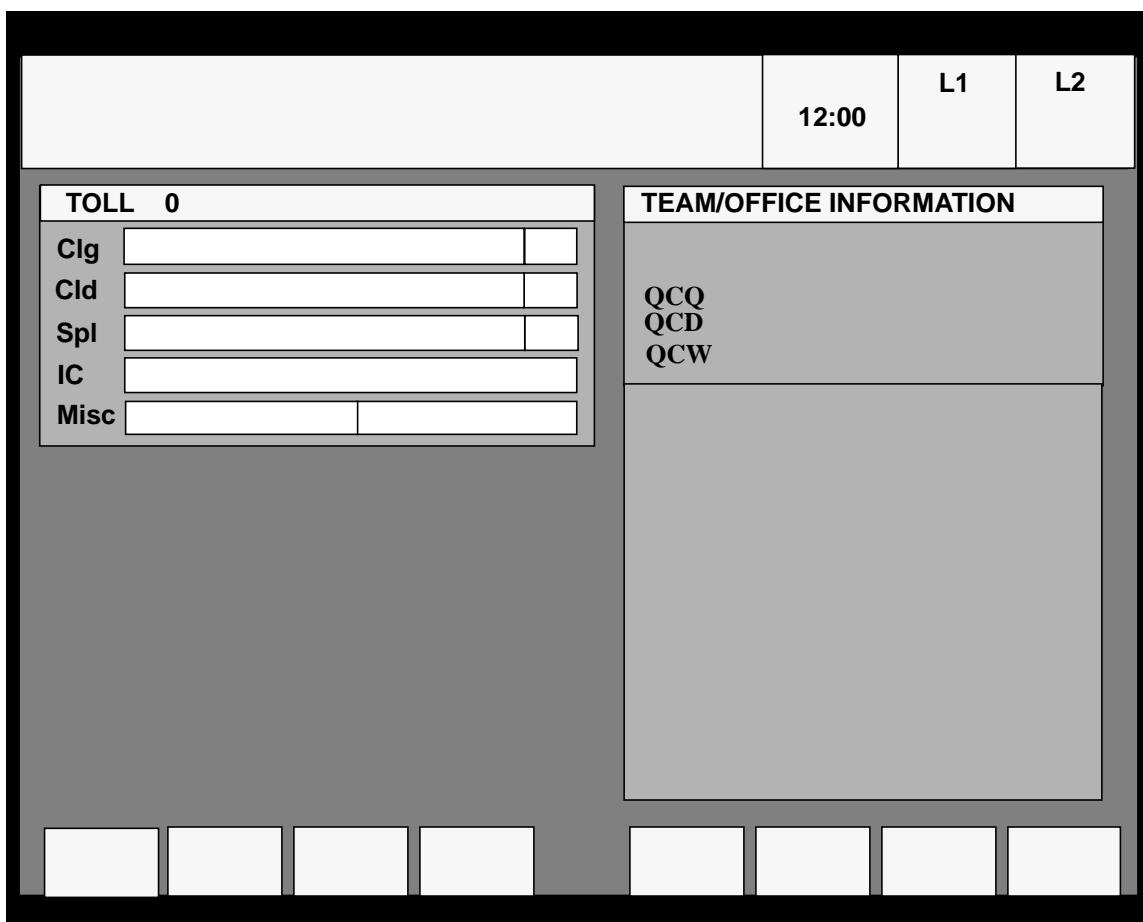 12:00 L1 L2
TOLL 0
Clg
Cld
Spl
IC
Misc
TEAM/OFFICE INFORMATION
QCQ
QCD
QCW